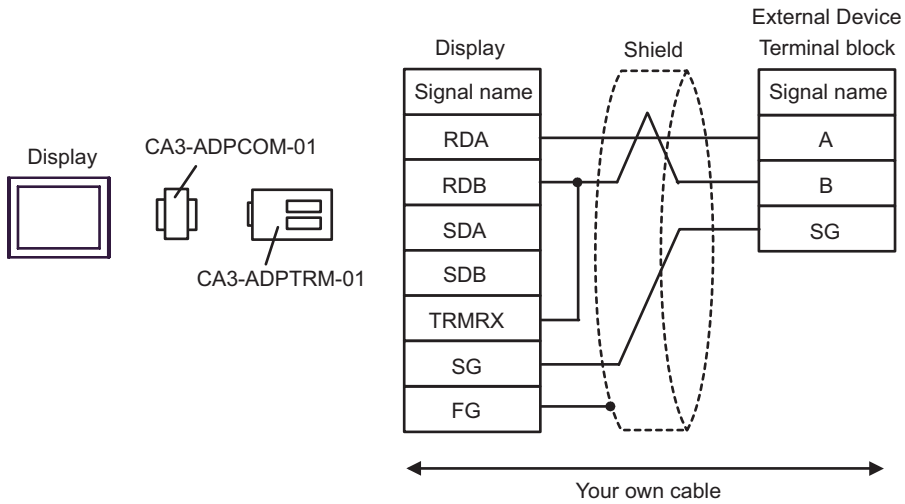 Display
CA3-ADPCOM-01
CA3-ADPTRM-01
Display
Signal name
RDA
RDB
SDA
SDB
TRMRX
SG
FG
Shield
External Device
Terminal block
Signal name
A
B
SG
Your own cable